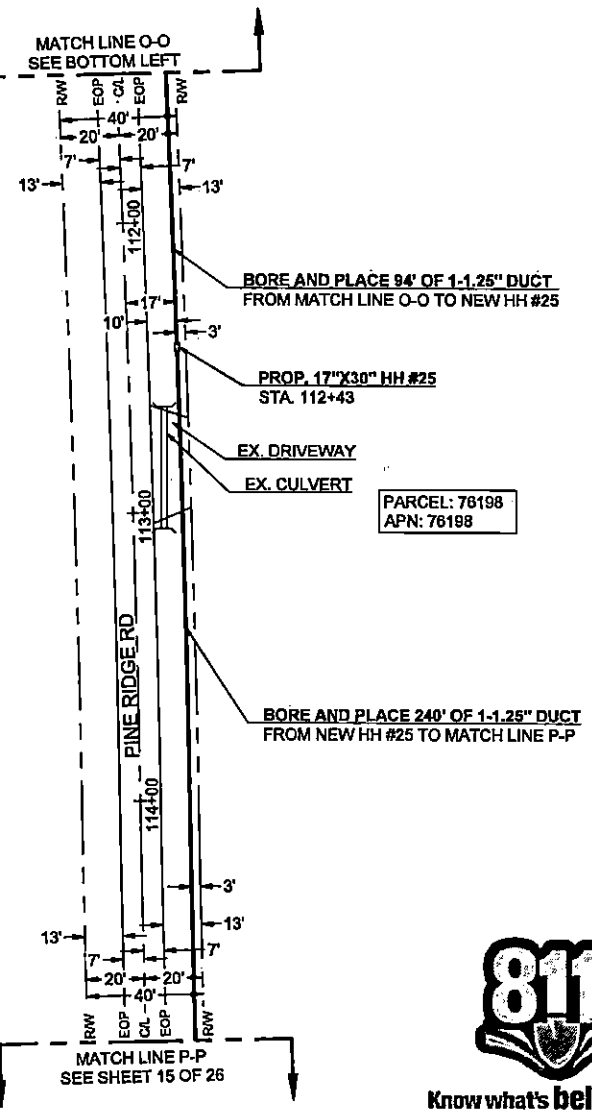 MATCH LINE O-O
SEE BOTTOM LEFT
R/W EOP C/L EOP R/W
40'
20' 20'
7' 7'
13' 13'
112+00
BORE AND PLACE 94' OF 1-1.25" DUCT
FROM MATCH LINE O-O TO NEW HH #25
17'
10' 3'
PROP. 17"X30" HH #25
STA. 112+43
EX. DRIVEWAY
EX. CULVERT
PARCEL: 76198
APN: 76198
113+00
PINE RIDGE RD
BORE AND PLACE 240' OF 1-1.25" DUCT
FROM NEW HH #25 TO MATCH LINE P-P
114+00
3'
13' 13'
7' 7'
20' 20'
40'
R/W EOP C/L EOP R/W
MATCH LINE P-P
SEE SHEET 15 OF 26
811
Know what's bel